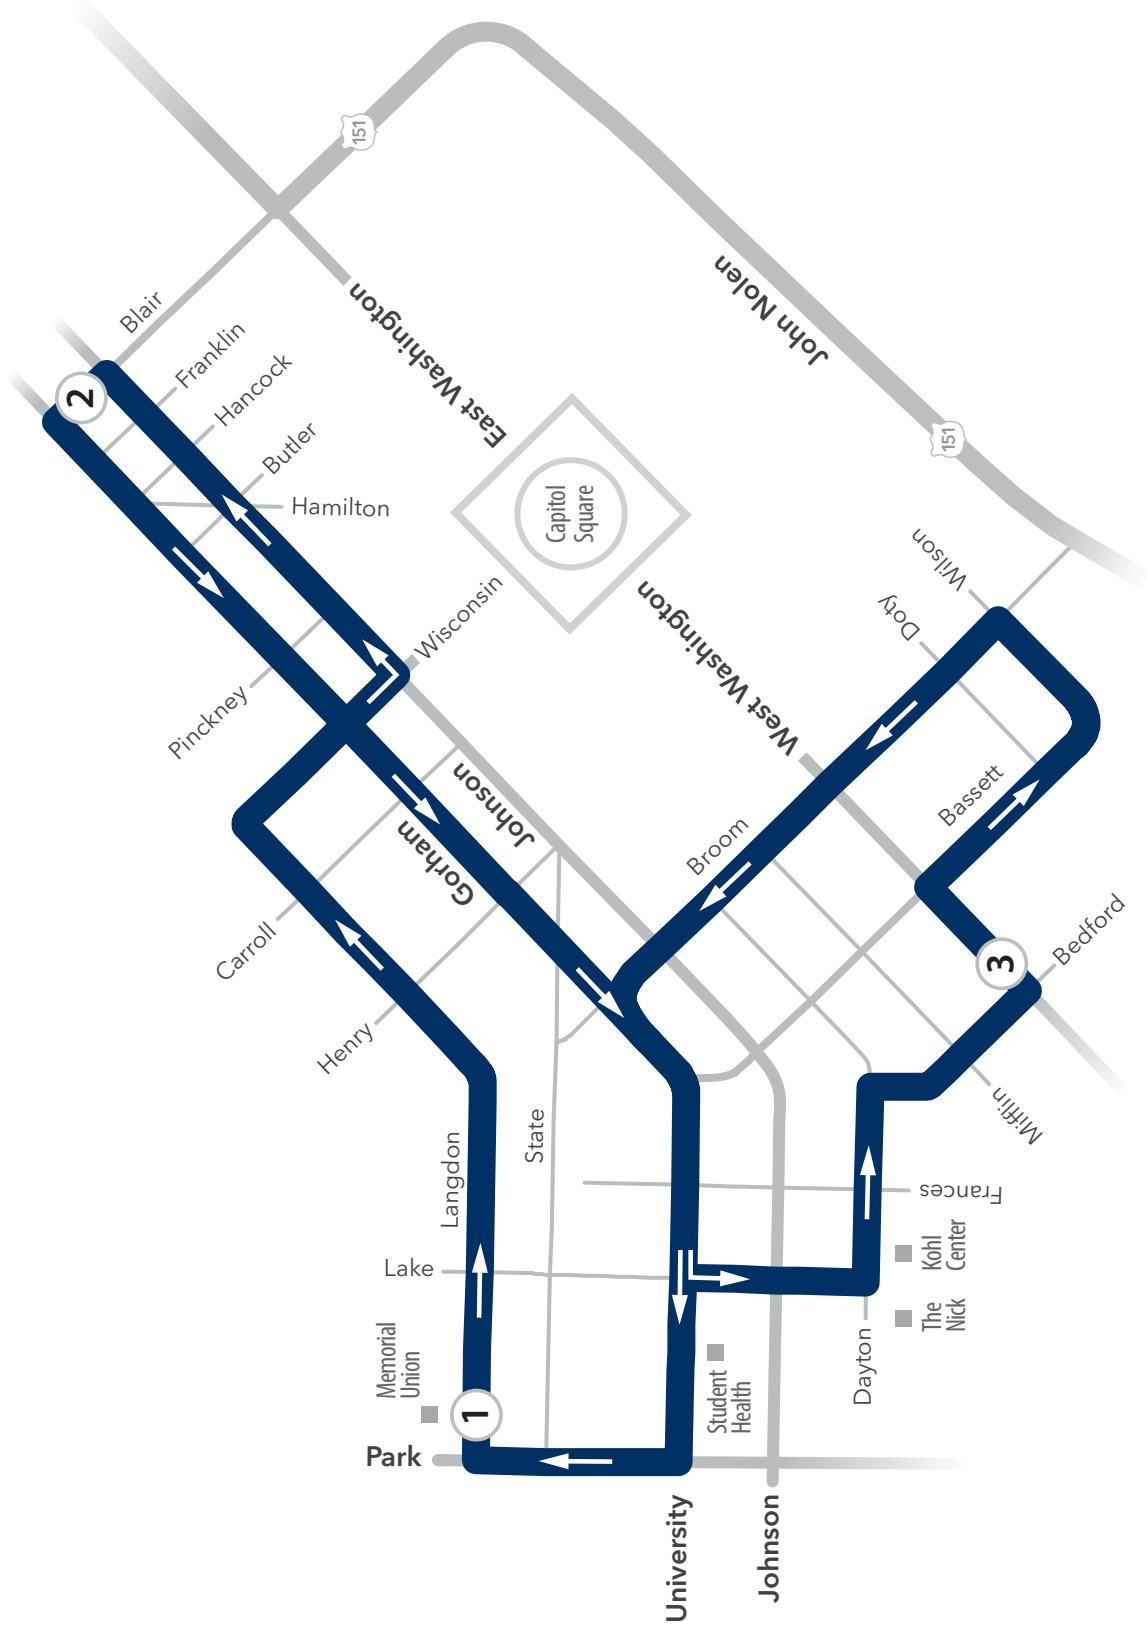 151
Blair
Franklin
Hancock
Butler
Hamilton
2
East Washington
John Nolen
Capitol
Square
151
Wisconsin
Pinckney
West Washington
Wilson
Doty
Johnson
Gorham
Carroll
Henry
Broom
Bassett
3
Bedford
Mifflin
Langdon
State
Frances
Lake
Kohl
Center
The
Nick
Memorial
Union
1
Student
Health
Dayton
Park
University
Johnson